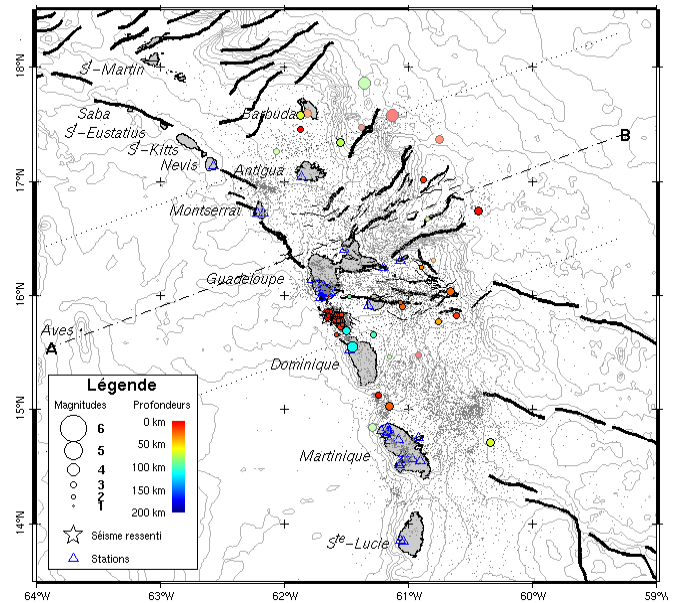 18°N
17°N
16°N
15°N
14°N
Sᵗ-Martin
Saba
Sᵗ-Eustatius
Sᵗ-Kitts
Nevis
Barbuda
Antigua
Montserrat
Guadeloupe
Aves
A
B
Dominique
Martinique
Sᵗᵉ-Lucie
Légende
Magnitudes
Profondeurs
6
5
4
3
2
1
0 km
50 km
100 km
150 km
200 km
Séisme ressenti
Stations
64°W
63°W
62°W
61°W
60°W
59°W